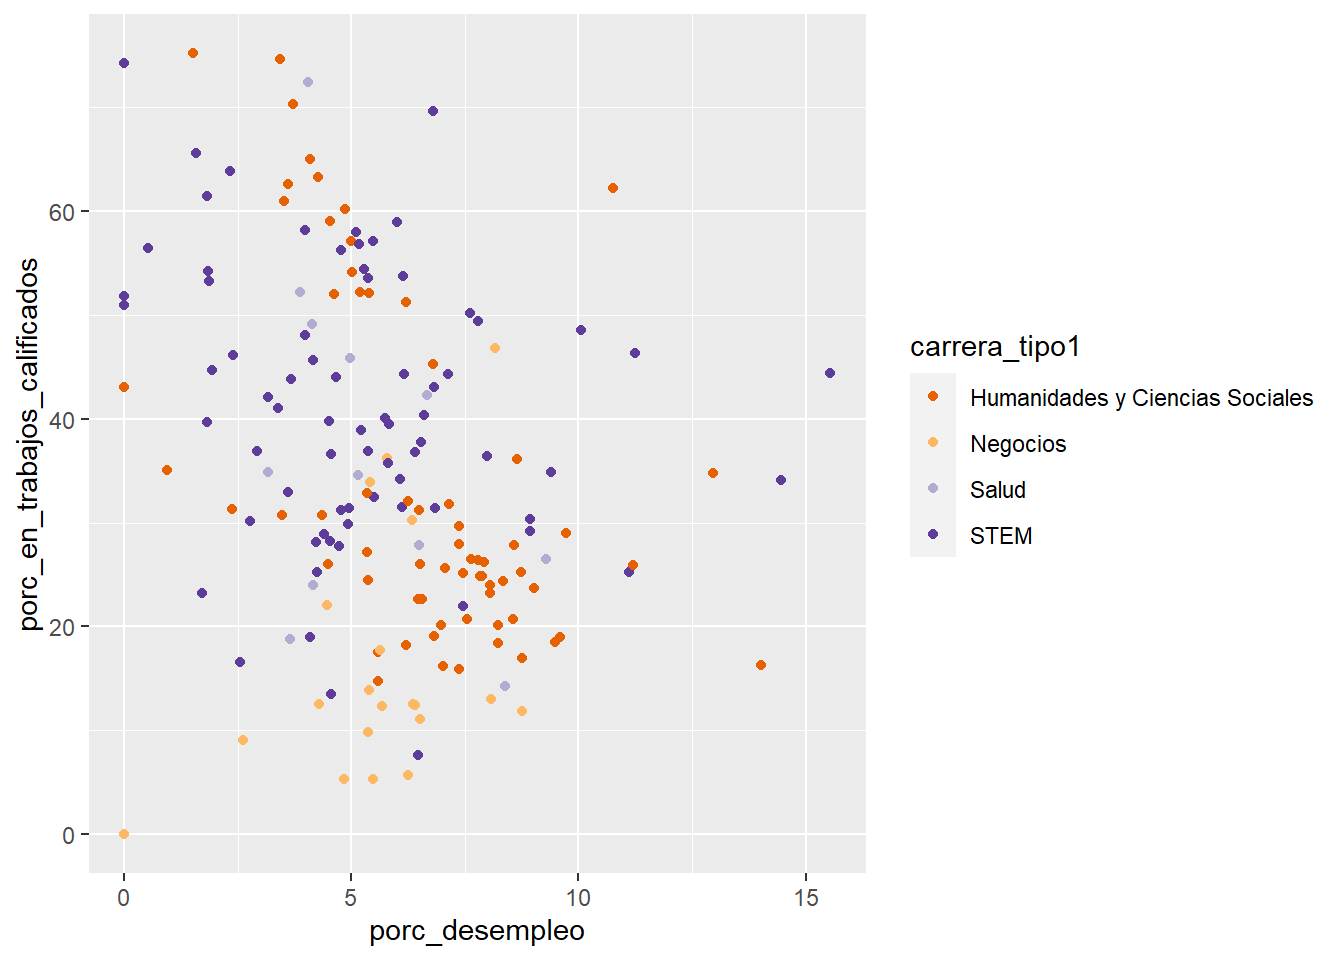 porc_en_trabajos_calificados
60
40
20
0
0
5
10
15
porc_desempleo
carrera_tipo1
Humanidades y Ciencias Sociales
Negocios
Salud
STEM